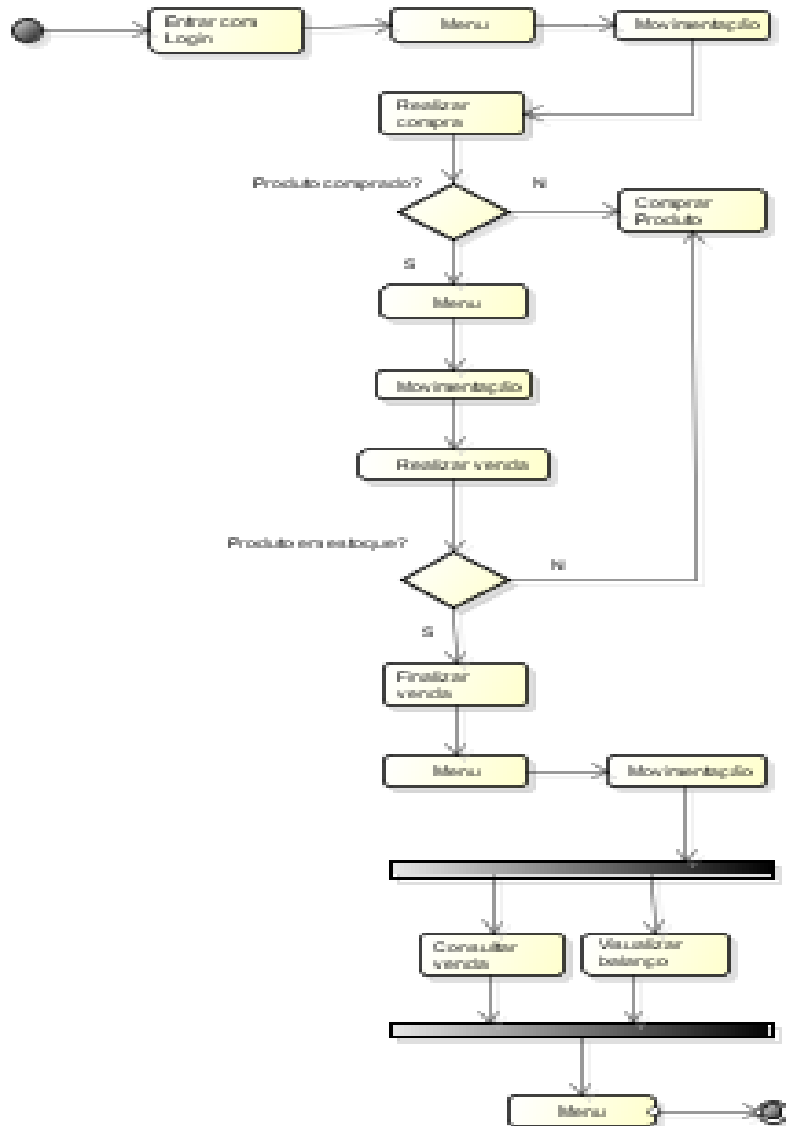 Entrar com
Login
Menu
Movimentação
Realizar
compra
Produto comprado?
N
Comprar
Produto
S
Menu
Movimentação
Realizar venda
Produto em estoque?
N
S
Finalizar
venda
Menu
Movimentação
Consultar
venda
Visualizar
balanço
Menu